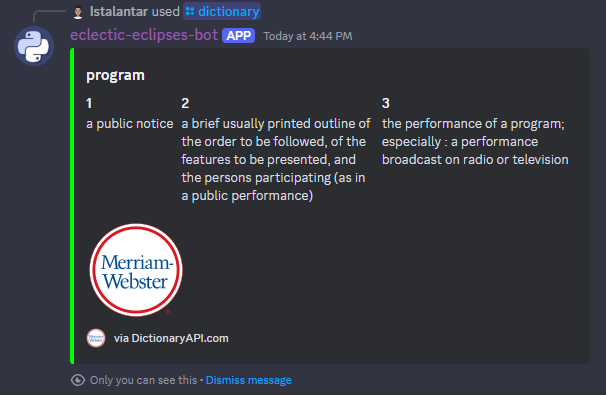 Istalantar used dictionary
eclectic-eclipses-bot APP Today at 4:44 PM
program
1
a public notice
2
a brief usually printed outline of
the order to be followed, of the
features to be presented, and
the persons participating (as in
a public performance)
3
the performance of a program;
especially : a performance
broadcast on radio or television
Merriam-
Webster
via DictionaryAPI.com
Only you can see this • Dismiss message